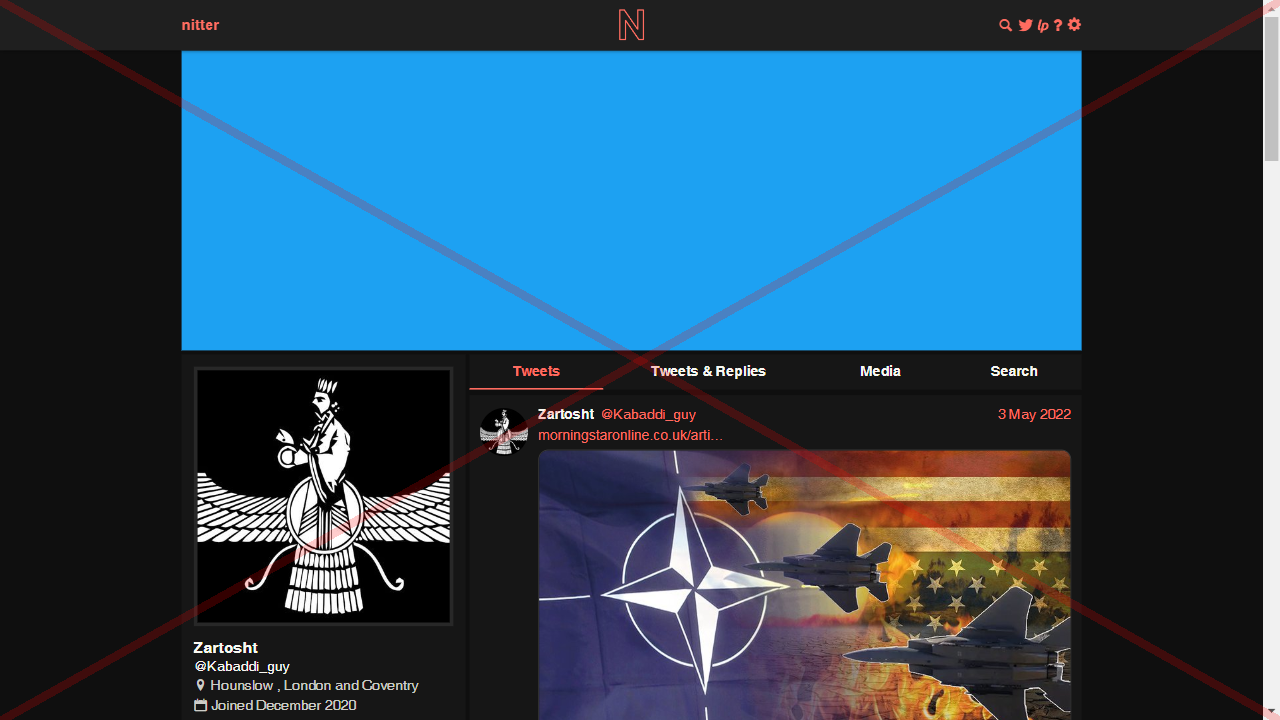 nitter
N
lp ?
Tweets
Tweets & Replies
Media
Search
Zartosht @Kabaddi_guy 3 May 2022
morningstaronline.co.uk/arti…
Zartosht
@Kabaddi_guy
Hounslow , London and Coventry
Joined December 2020